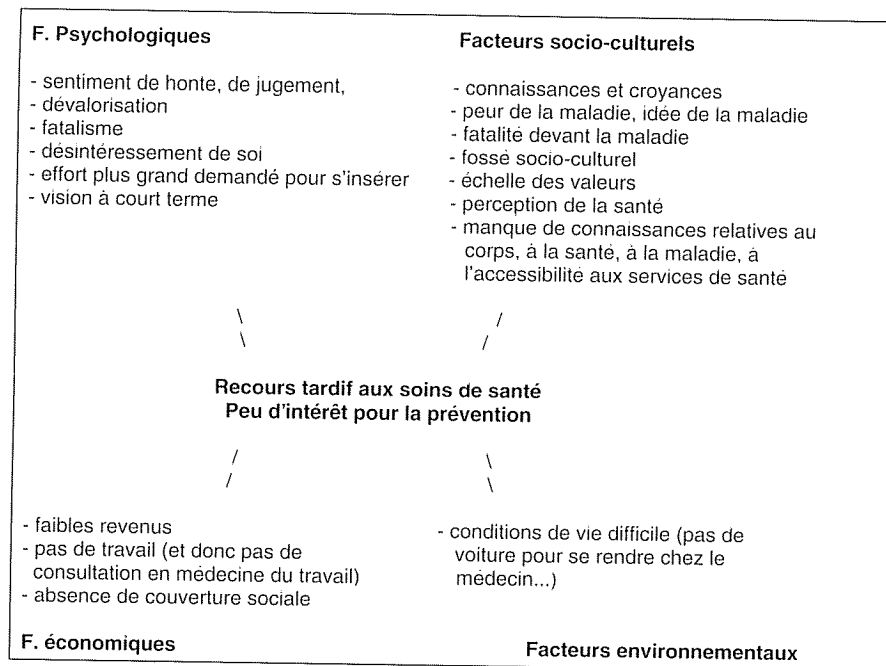 F. Psychologiques
- sentiment de honte, de jugement,
- dévalorisation
- fatalisme
- désintéressement de soi
- effort plus grand demandé pour s'insérer
- vision à court terme
Facteurs socio-culturels
- connaissances et croyances
- peur de la maladie, idée de la maladie
- fatalité devant la maladie
- fossé socio-culturel
- échelle des valeurs
- perception de la santé
- manque de connaissances relatives au
corps, à la santé, à la maladie, à
l'accessibilité aux services de santé
Recours tardif aux soins de santé
Peu d'intérêt pour la prévention
- faibles revenus
- pas de travail (et donc pas de
consultation en médecine du travail)
- absence de couverture sociale
F. économiques
- conditions de vie difficile (pas de
voiture pour se rendre chez le
médecin...)
Facteurs environnementaux